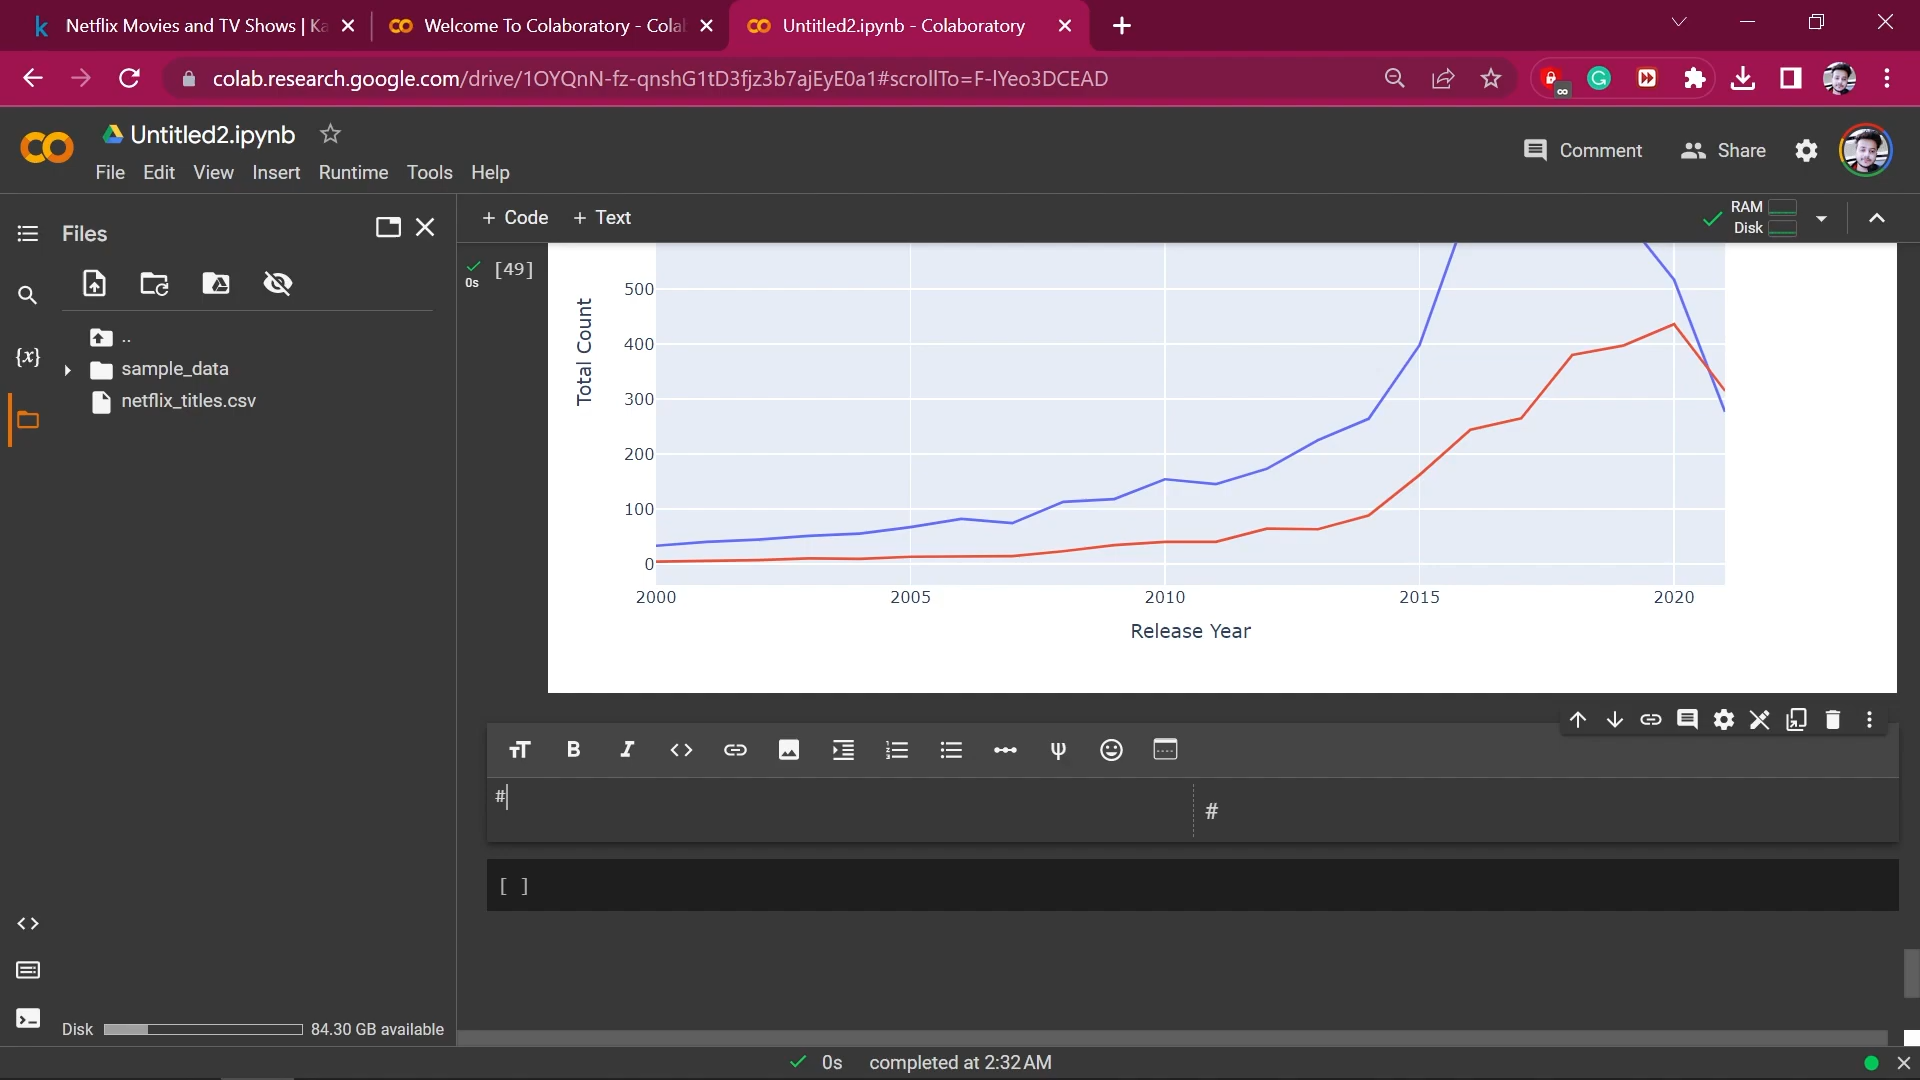 Netflix Movies and TV Shows | Ka
Welcome To Colaboratory - Colab
Untitled2.ipynb - Colaboratory
colab.research.google.com/drive/1OYQnN-fz-qnshG1tD3fjz3b7ajEyE0a1#scrollTo=F-lYeo3DCEAD
Untitled2.ipynb
File Edit View Insert Runtime Tools Help
Comment Share
Files
+ Code + Text
RAM
Disk
..
sample_data
netflix_titles.csv
[49]
0s
Total Count
500
400
300
200
100
0
2000 2005 2010 2015 2020
Release Year
#
#
[ ]
Disk 84.30 GB available
0s completed at 2:32 AM